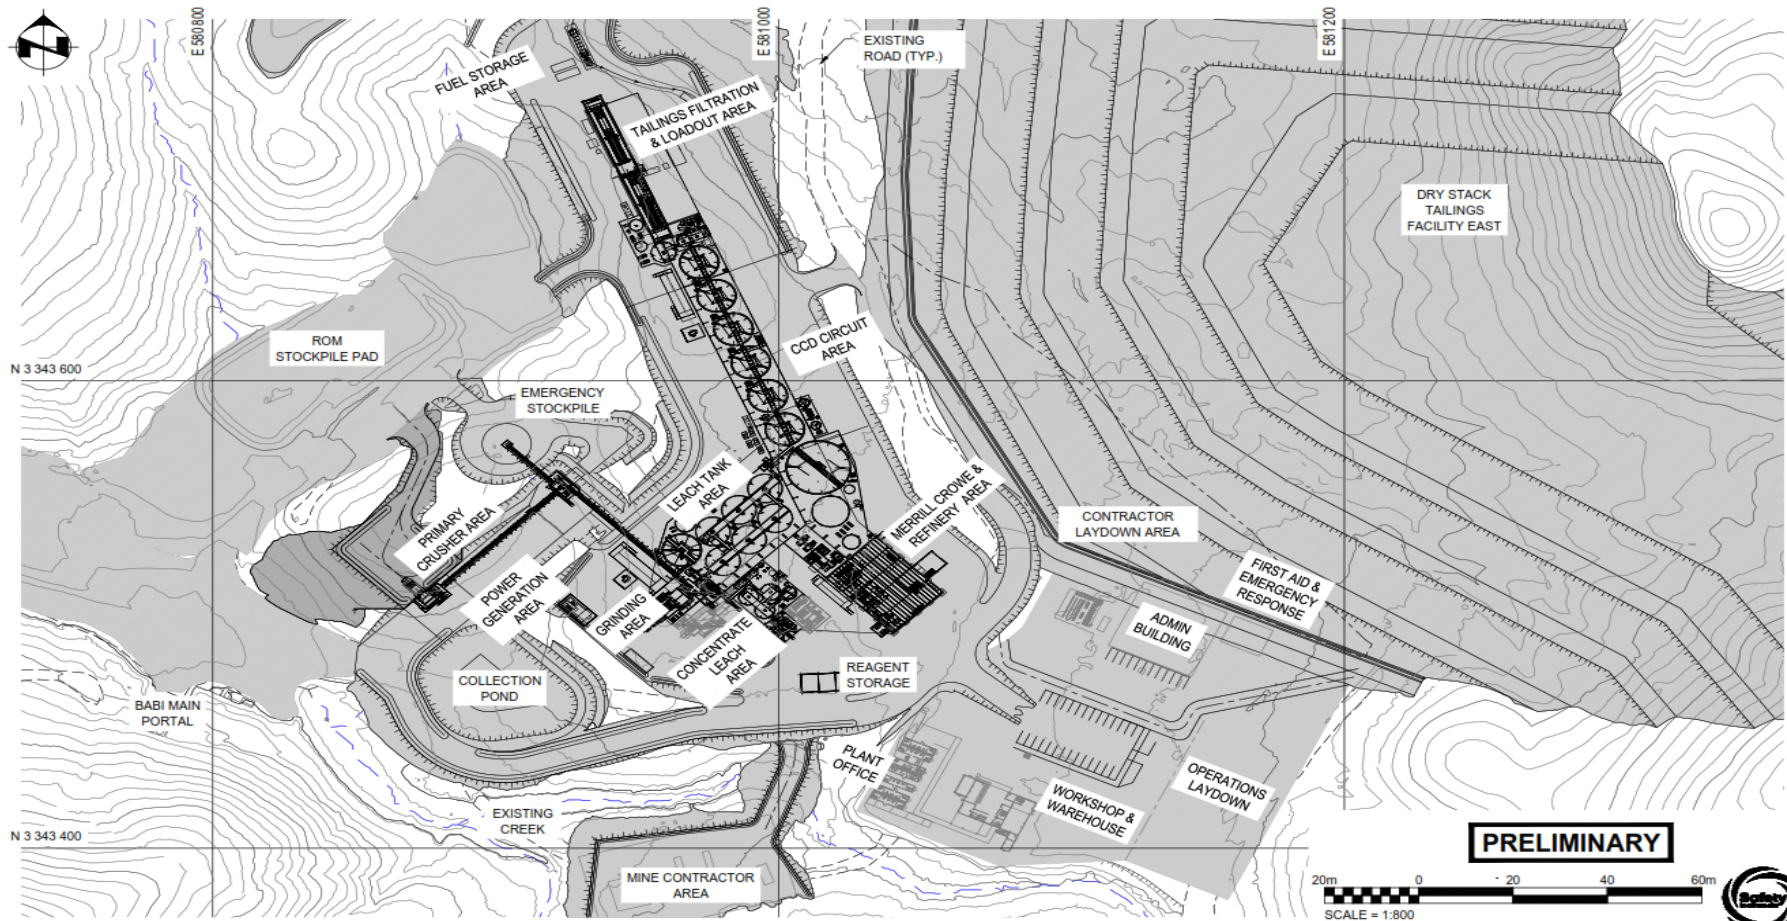 E 580800
E 581000
E 581200
EXISTING
ROAD (TYP.)
FUEL STORAGE
AREA
TAILINGS FILTRATION
& LOADOUT AREA
DRY STACK
TAILINGS
FACILITY EAST
ROM
STOCKPILE PAD
CCD CIRCUIT
AREA
N 3 343 600
EMERGENCY
STOCKPILE
LEACH TANK
AREA
MERRILL CROWE &
REFINERY AREA
PRIMARY
CRUSHER AREA
CONTRACTOR
LAYDOWN AREA
POWER
GENERATION
AREA
GRINDING
AREA
FIRST AID &
EMERGENCY
RESPONSE
ADMIN
BUILDING
CONCENTRATE
LEACH
AREA
COLLECTION
POND
REAGENT
STORAGE
BABI MAIN
PORTAL
PLANT
OFFICE
OPERATIONS
LAYDOWN
WORKSHOP &
WAREHOUSE
EXISTING
CREEK
N 3 343 400
MINE CONTRACTOR
AREA
PRELIMINARY
20m 0 20 40 60m
SCALE = 1:800
Safety